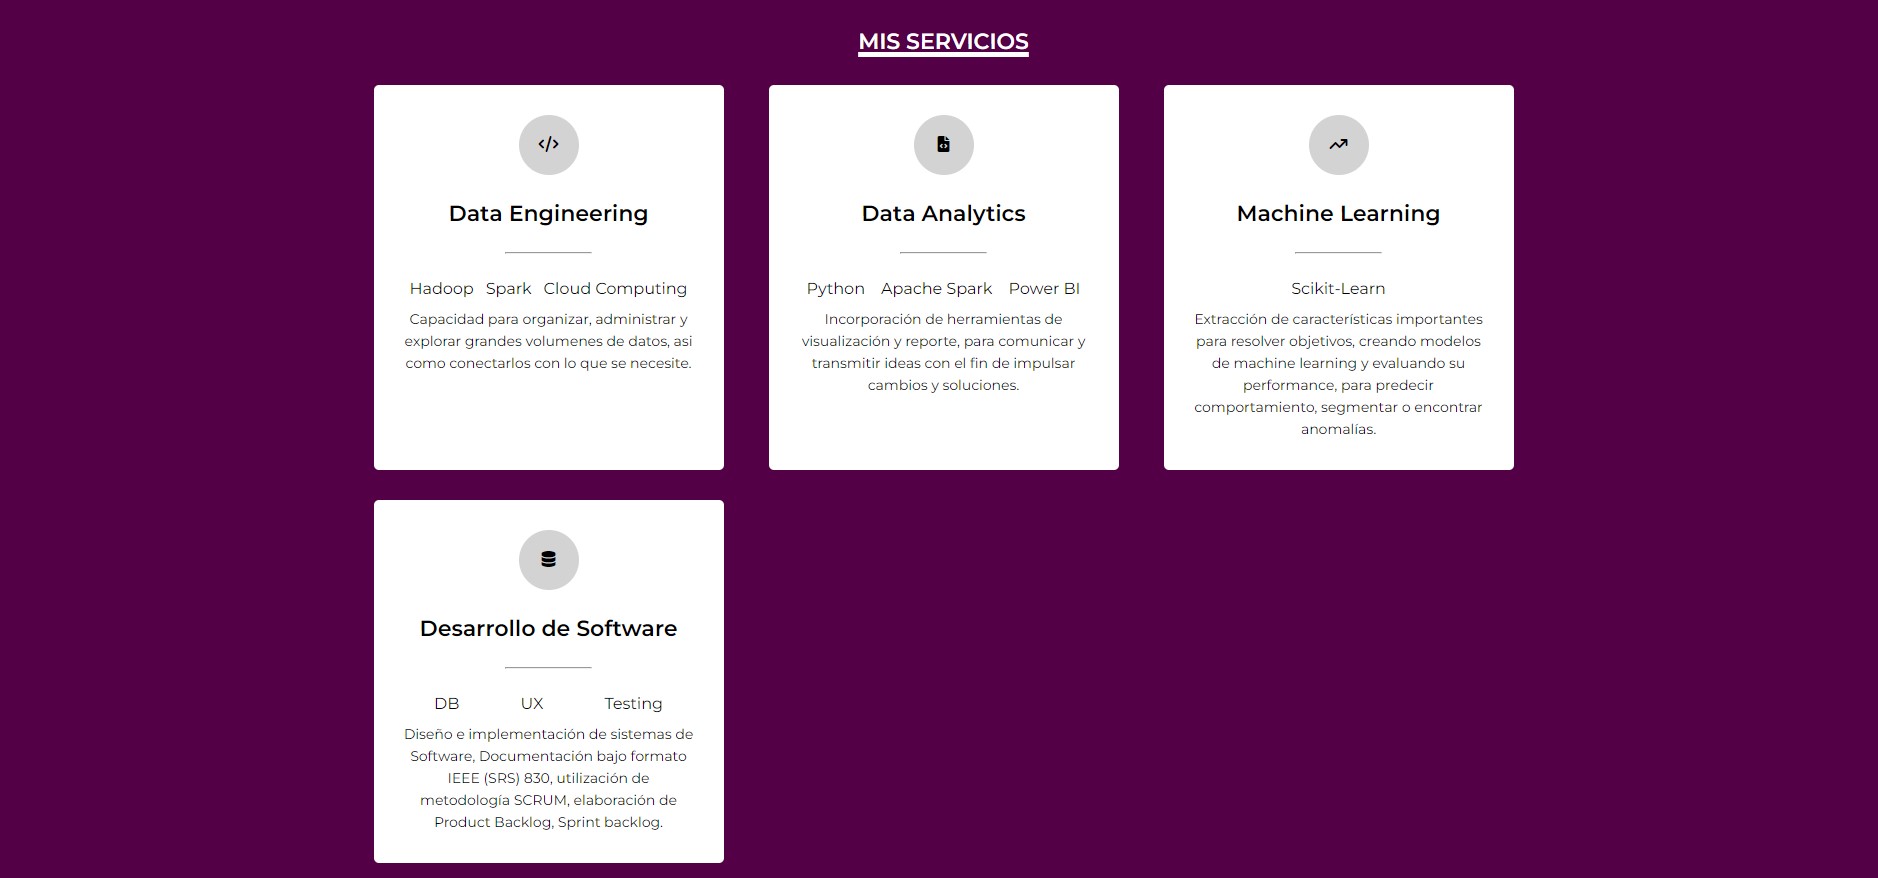 MIS SERVICIOS
Data Engineering
Hadoop Spark Cloud Computing
Capacidad para organizar, administrar y
explorar grandes volumenes de datos, asi
como conectarlos con lo que se necesite.
Data Analytics
Python Apache Spark Power BI
Incorporación de herramientas de
visualización y reporte, para comunicar y
transmitir ideas con el fin de impulsar
cambios y soluciones.
Machine Learning
Scikit-Learn
Extracción de características importantes
para resolver objetivos, creando modelos
de machine learning y evaluando su
performance, para predecir
comportamiento, segmentar o encontrar
anomalías.
Desarrollo de Software
DB UX Testing
Diseño e implementación de sistemas de
Software, Documentación bajo formato
IEEE (SRS) 830, utilización de
metodología SCRUM, elaboración de
Product Backlog, Sprint backlog.